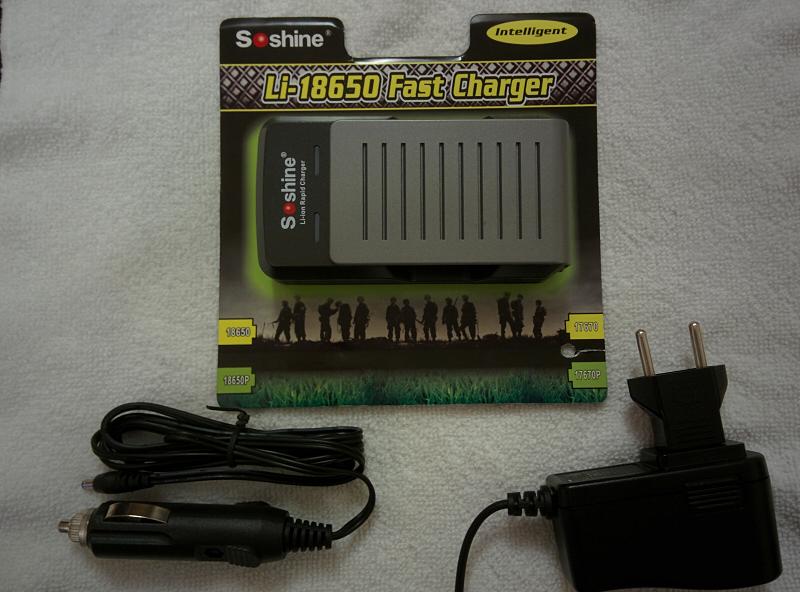 Soshine®
Intelligent
Li-18650 Fast Charger
Soshine®
Li-ion Rapid Charger
18650
17670
18650P
17670P